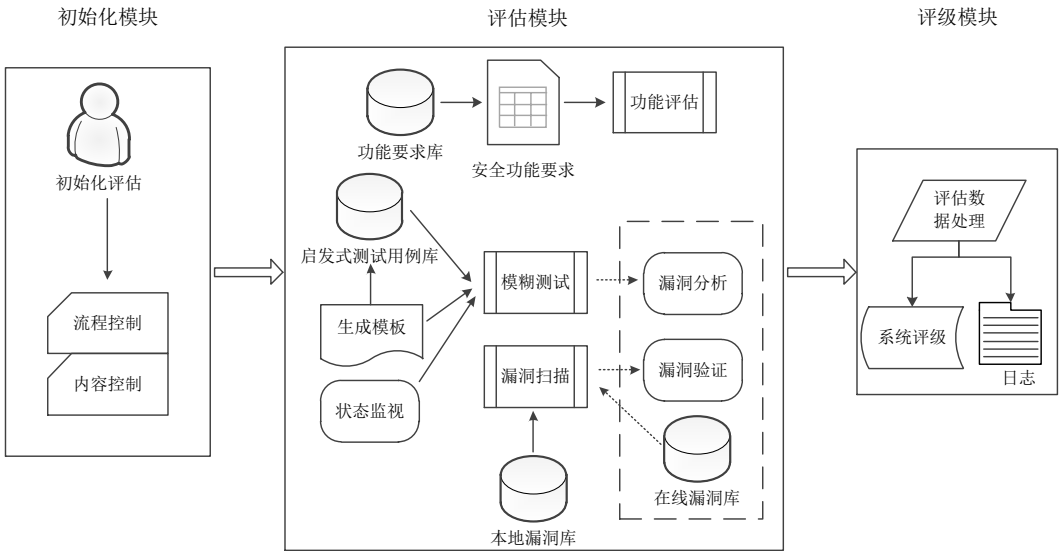 初始化模块
评估模块
评级模块
初始化评估
流程控制
内容控制
功能要求库
安全功能要求
功能评估
启发式测试用例库
生成模板
状态监视
模糊测试
漏洞扫描
本地漏洞库
漏洞分析
漏洞验证
在线漏洞库
评估数
据处理
系统评级
日志